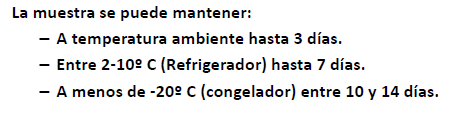 La muestra se puede mantener:
– A temperatura ambiente hasta 3 días.
– Entre 2-10º C (Refrigerador) hasta 7 días.
– A menos de -20º C (congelador) entre 10 y 14 días.